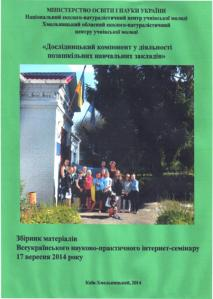 МІНІСТЕРСТВО ОСВІТИ І НАУКИ УКРАЇНИ
Національний еколого-натуралістичний центр учнівської молоді
Хмельницький обласний еколого-натуралістичний
центр учнівської молоді
«Дослідницький компонент у діяльності
позашкільних навчальних закладів»
Збірник матеріалів
Всеукраїнського науково-практичного інтернет-семінару
17 вересня 2014 року
Київ-Хмельницький, 2014